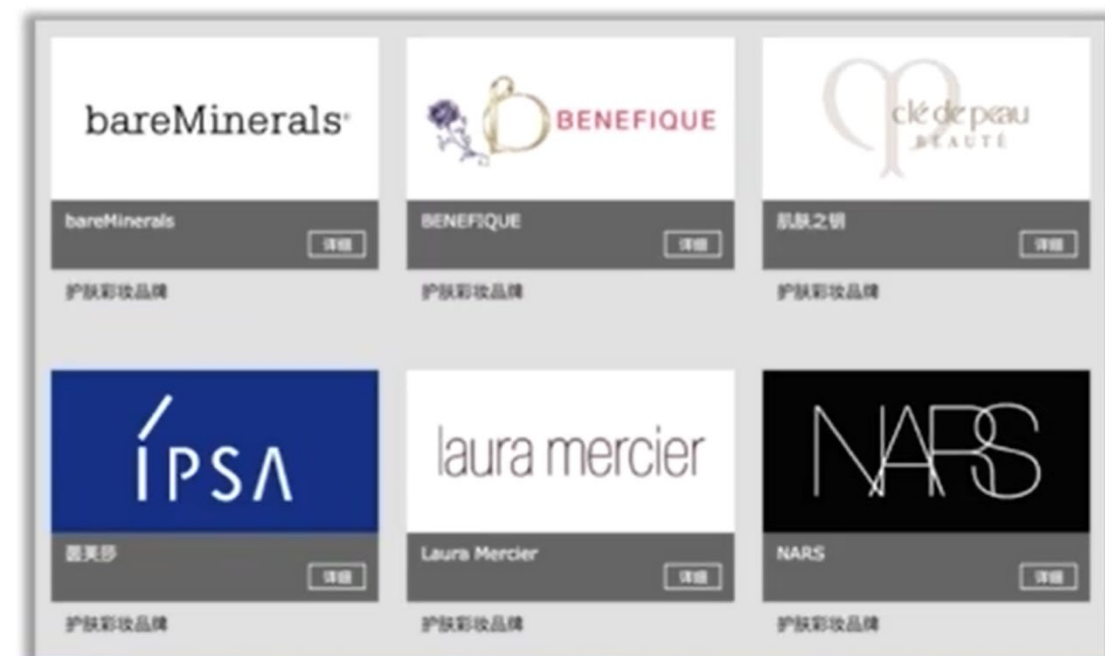 bareMinerals
BENEFIQUE
clé de peau
BEAUTÉ
bareMinerals
详细
BENEFIQUE
详细
肌肤之钥
详细
护肤彩妆品牌
护肤彩妆品牌
护肤彩妆品牌
IPSA
laura mercier
NARS
茵芙莎
详细
Laura Mercier
详细
NARS
详细
护肤彩妆品牌
护肤彩妆品牌
护肤彩妆品牌